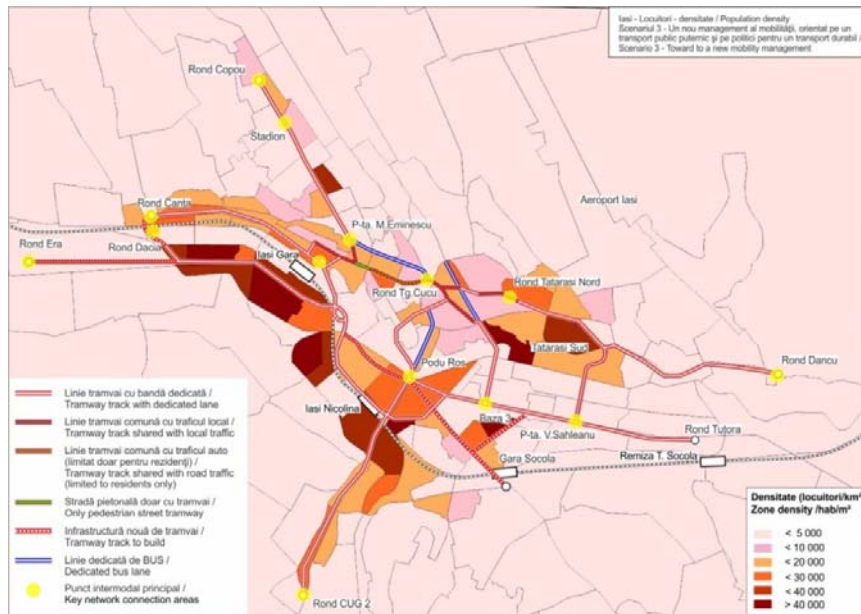 Iasi - Locuitori - densitate / Population density
Scenariul 3 - Un nou management al mobilității, orientat pe un
transport public puternic și pe politici pentru un transport durabil /
Scenario 3 - Toward to a new mobility management
Rond Copou
Stadion
Aeroport Iasi
Rond Canta
P-ta. M.Eminescu
Rond Era
Rond Dacia
Iasi Gara
Rond Tg.Cucu
Rond Tatarasi Nord
Tatarasi Sud
Podu Ros
Rond Dancu
Iasi Nicolina
Baza 3
P-ta. V.Sahleanu
Rond Tutora
Gara Socola
Remiza T. Socola
Rond CUG 2
Linie tramvai cu bandă dedicată /
Tramway track with dedicated lane
Linie tramvai comună cu traficul local /
Tramway track shared with local traffic
Linie tramvai comună cu traficul auto
(limitat doar pentru rezidenți) /
Tramway track shared with road traffic
(limited to residents only)
Stradă pietonală doar cu tramvai /
Only pedestrian street tramway
Infrastructură nouă de tramvai /
Tramway track to build
Linie dedicată de BUS /
Dedicated bus lane
Punct intermodal principal /
Key network connection areas
Densitate (locuitori/km²
Zone density /hab/m²
< 5 000
< 10 000
< 20 000
< 30 000
< 40 000
> 40 000